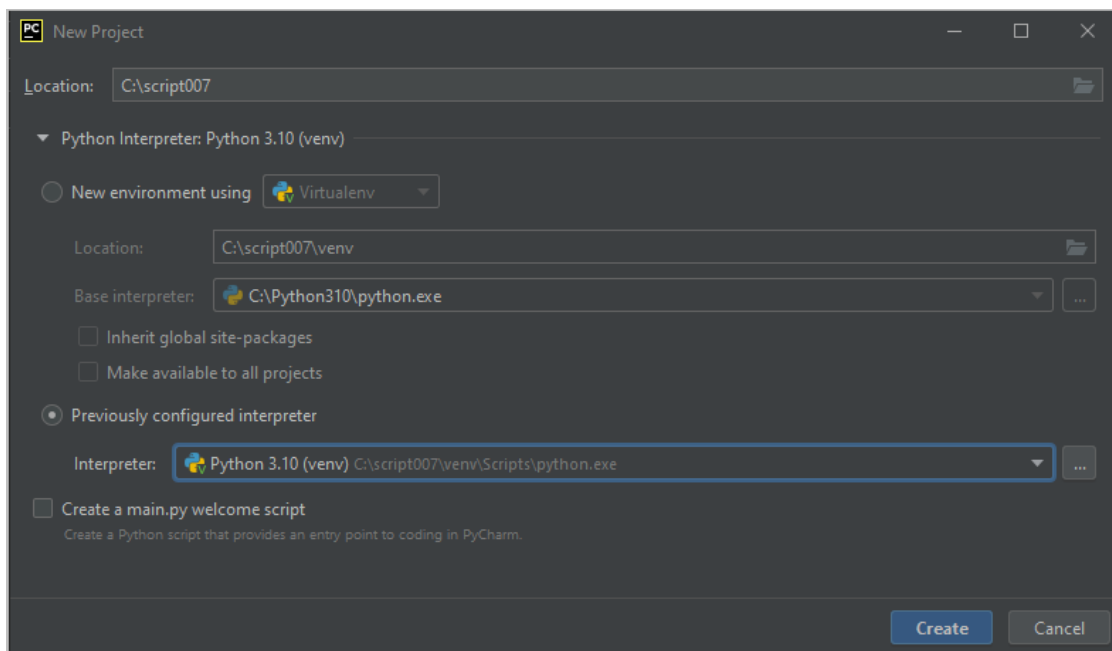 PC New Project
Location: C:\script007
Python Interpreter: Python 3.10 (venv)
New environment using Virtualenv
Location: C:\script007\venv
Base interpreter: C:\Python310\python.exe ...
Inherit global site-packages
Make available to all projects
Previously configured interpreter
Interpreter: Python 3.10 (venv) C:\script007\venv\Scripts\python.exe ...
Create a main.py welcome script
Create a Python script that provides an entry point to coding in PyCharm.
Create Cancel